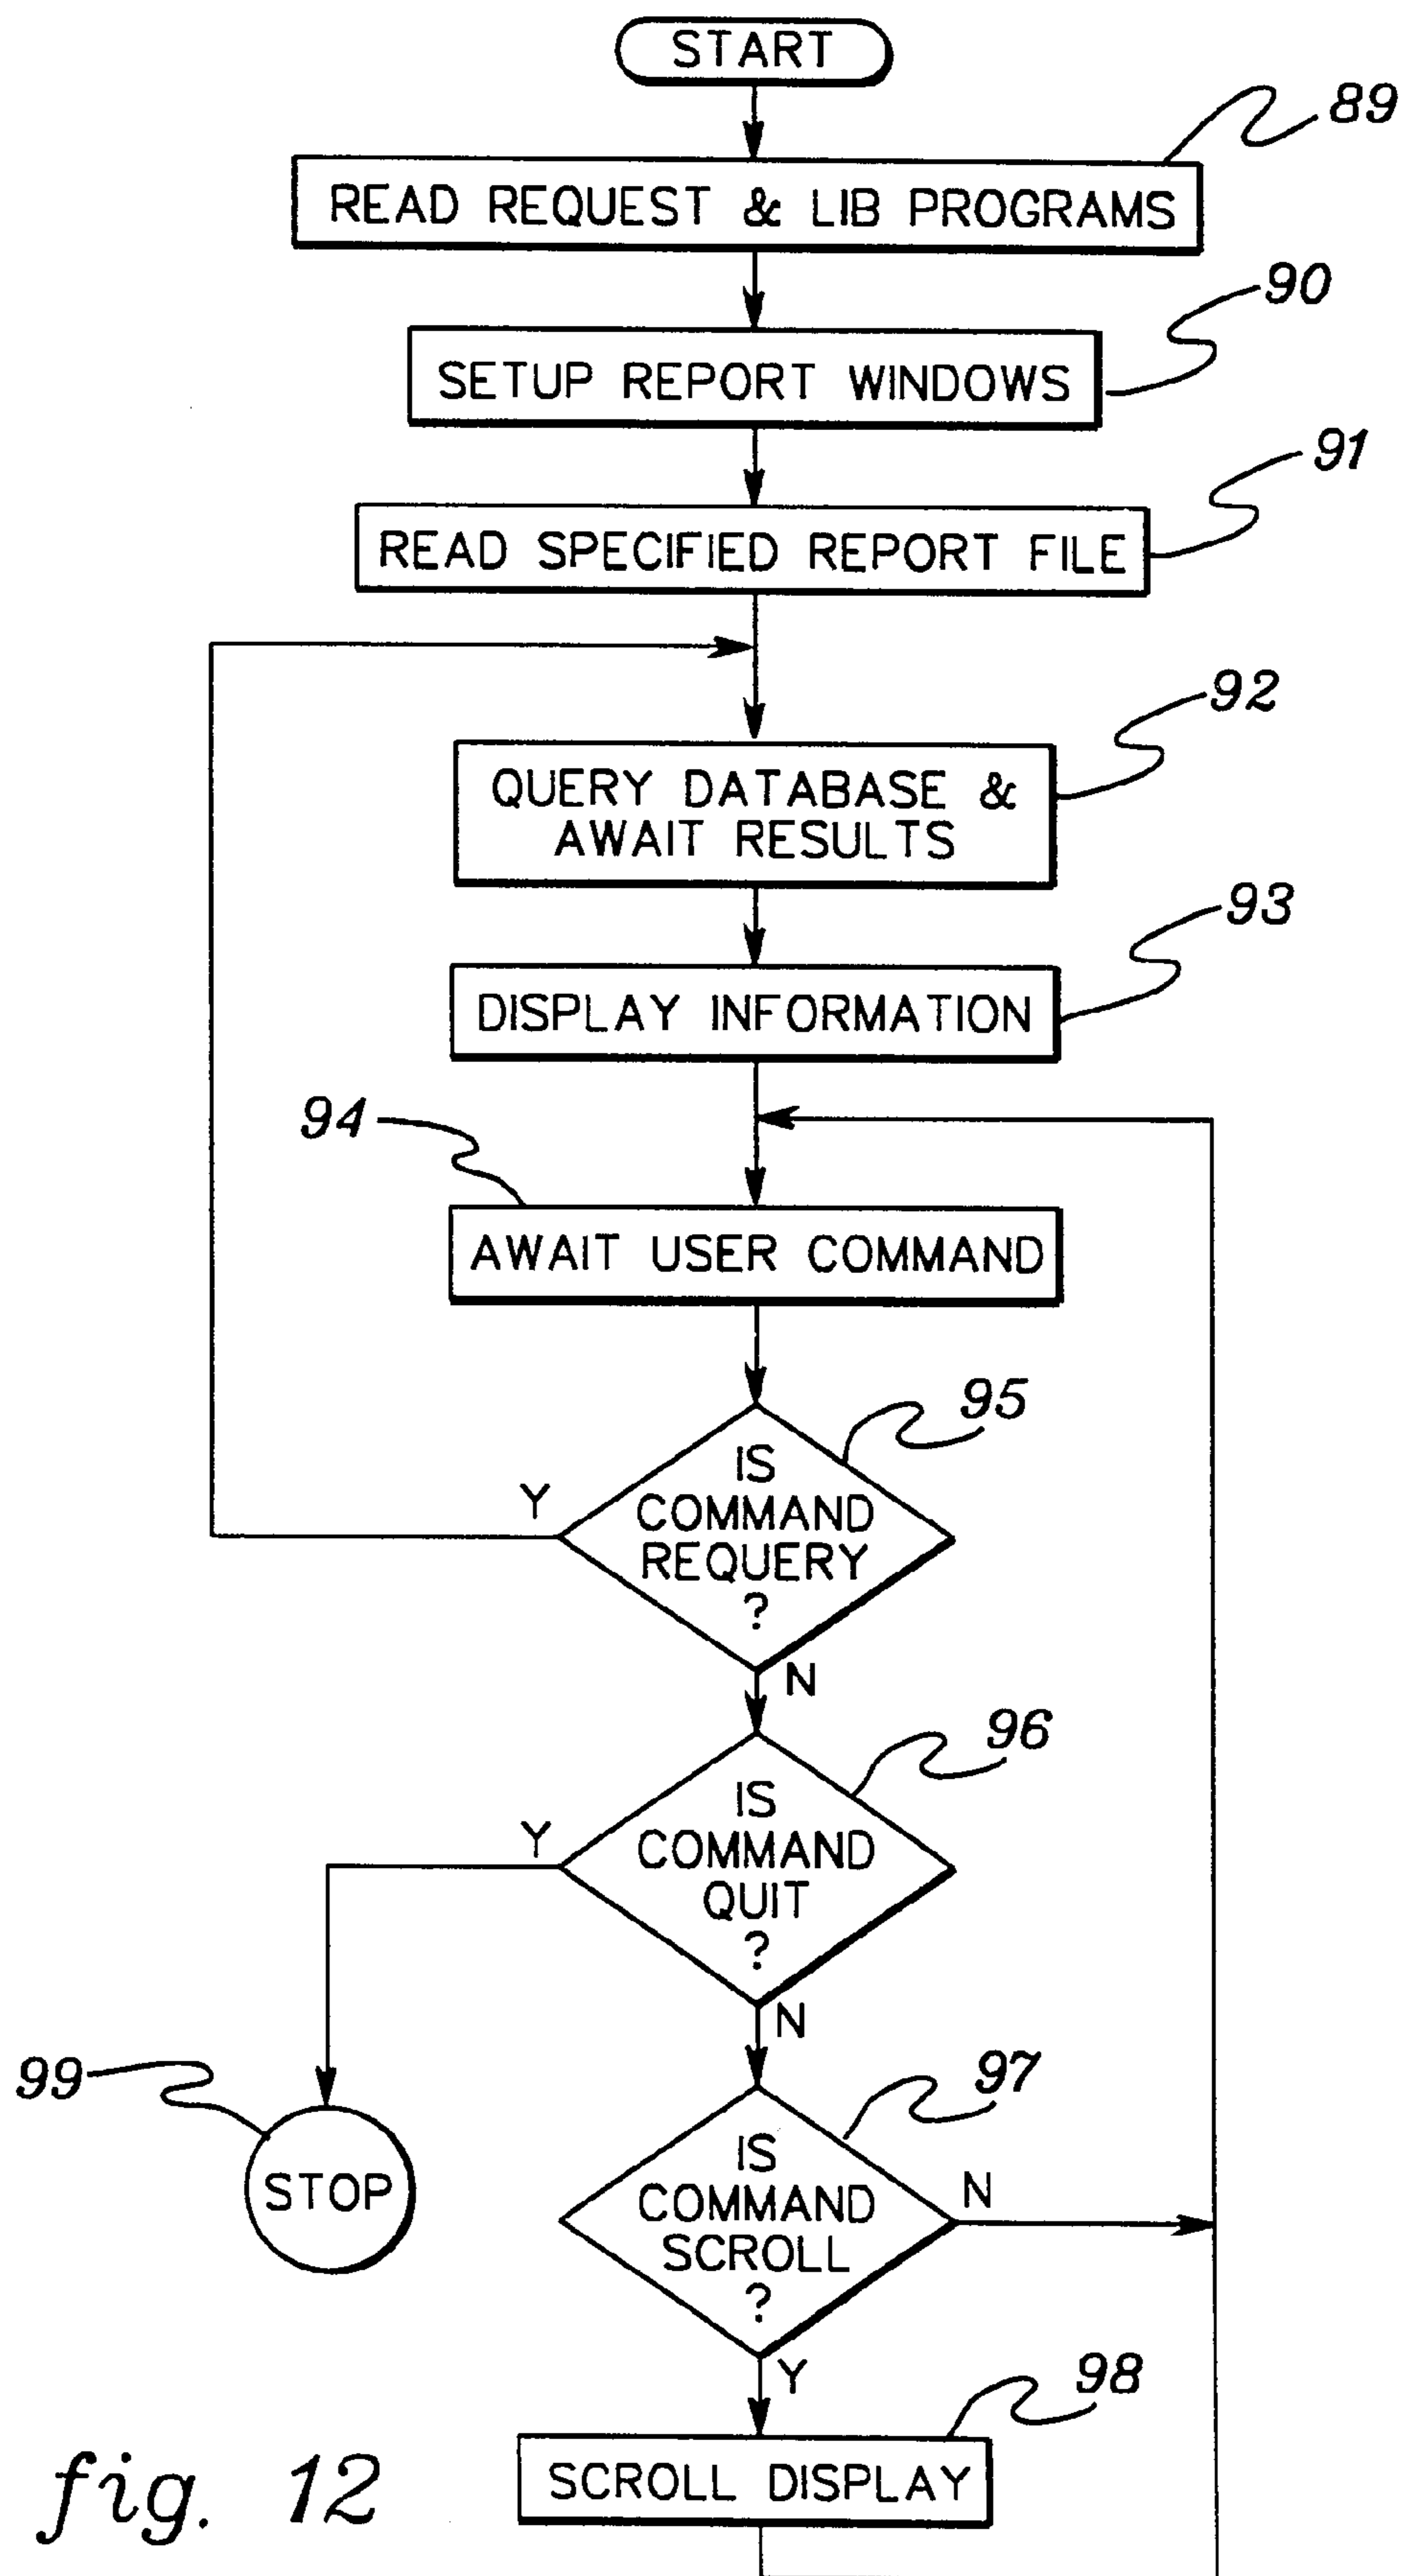 START
89
READ REQUEST & LIB PROGRAMS
90
SETUP REPORT WINDOWS
91
READ SPECIFIED REPORT FILE
92
QUERY DATABASE &
AWAIT RESULTS
93
DISPLAY INFORMATION
94
AWAIT USER COMMAND
95
IS
COMMAND
REQUERY
?
Y
N
96
IS
COMMAND
QUIT
?
Y
N
99
STOP
97
IS
COMMAND
SCROLL
?
N
Y
98
SCROLL DISPLAY
fig. 12